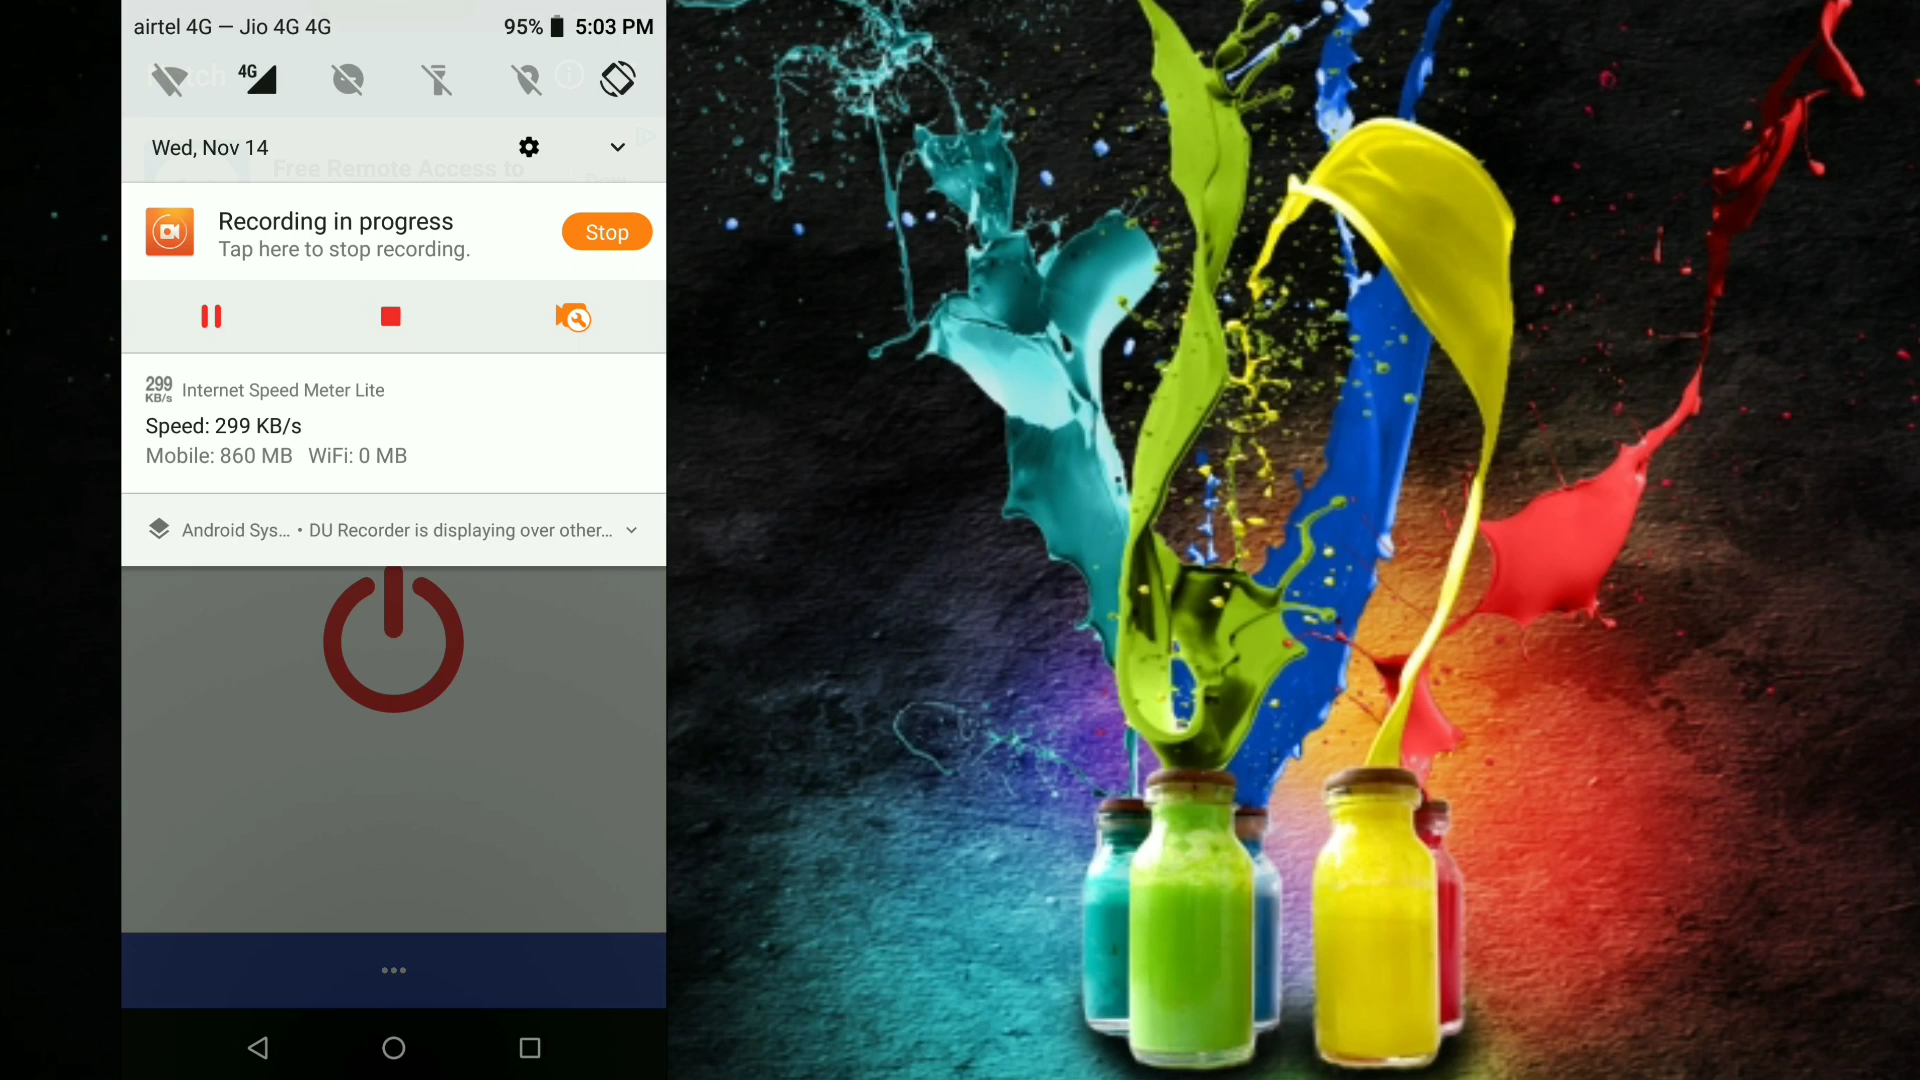 airtel 4G — Jio 4G 4G 95% 5:03 PM
4G
Wed, Nov 14
Free Remote Access to
Recording in progress
Tap here to stop recording.
Stop
299 KB/s Internet Speed Meter Lite
Speed: 299 KB/s
Mobile: 860 MB WiFi: 0 MB
Android Sys... • DU Recorder is displaying over other...